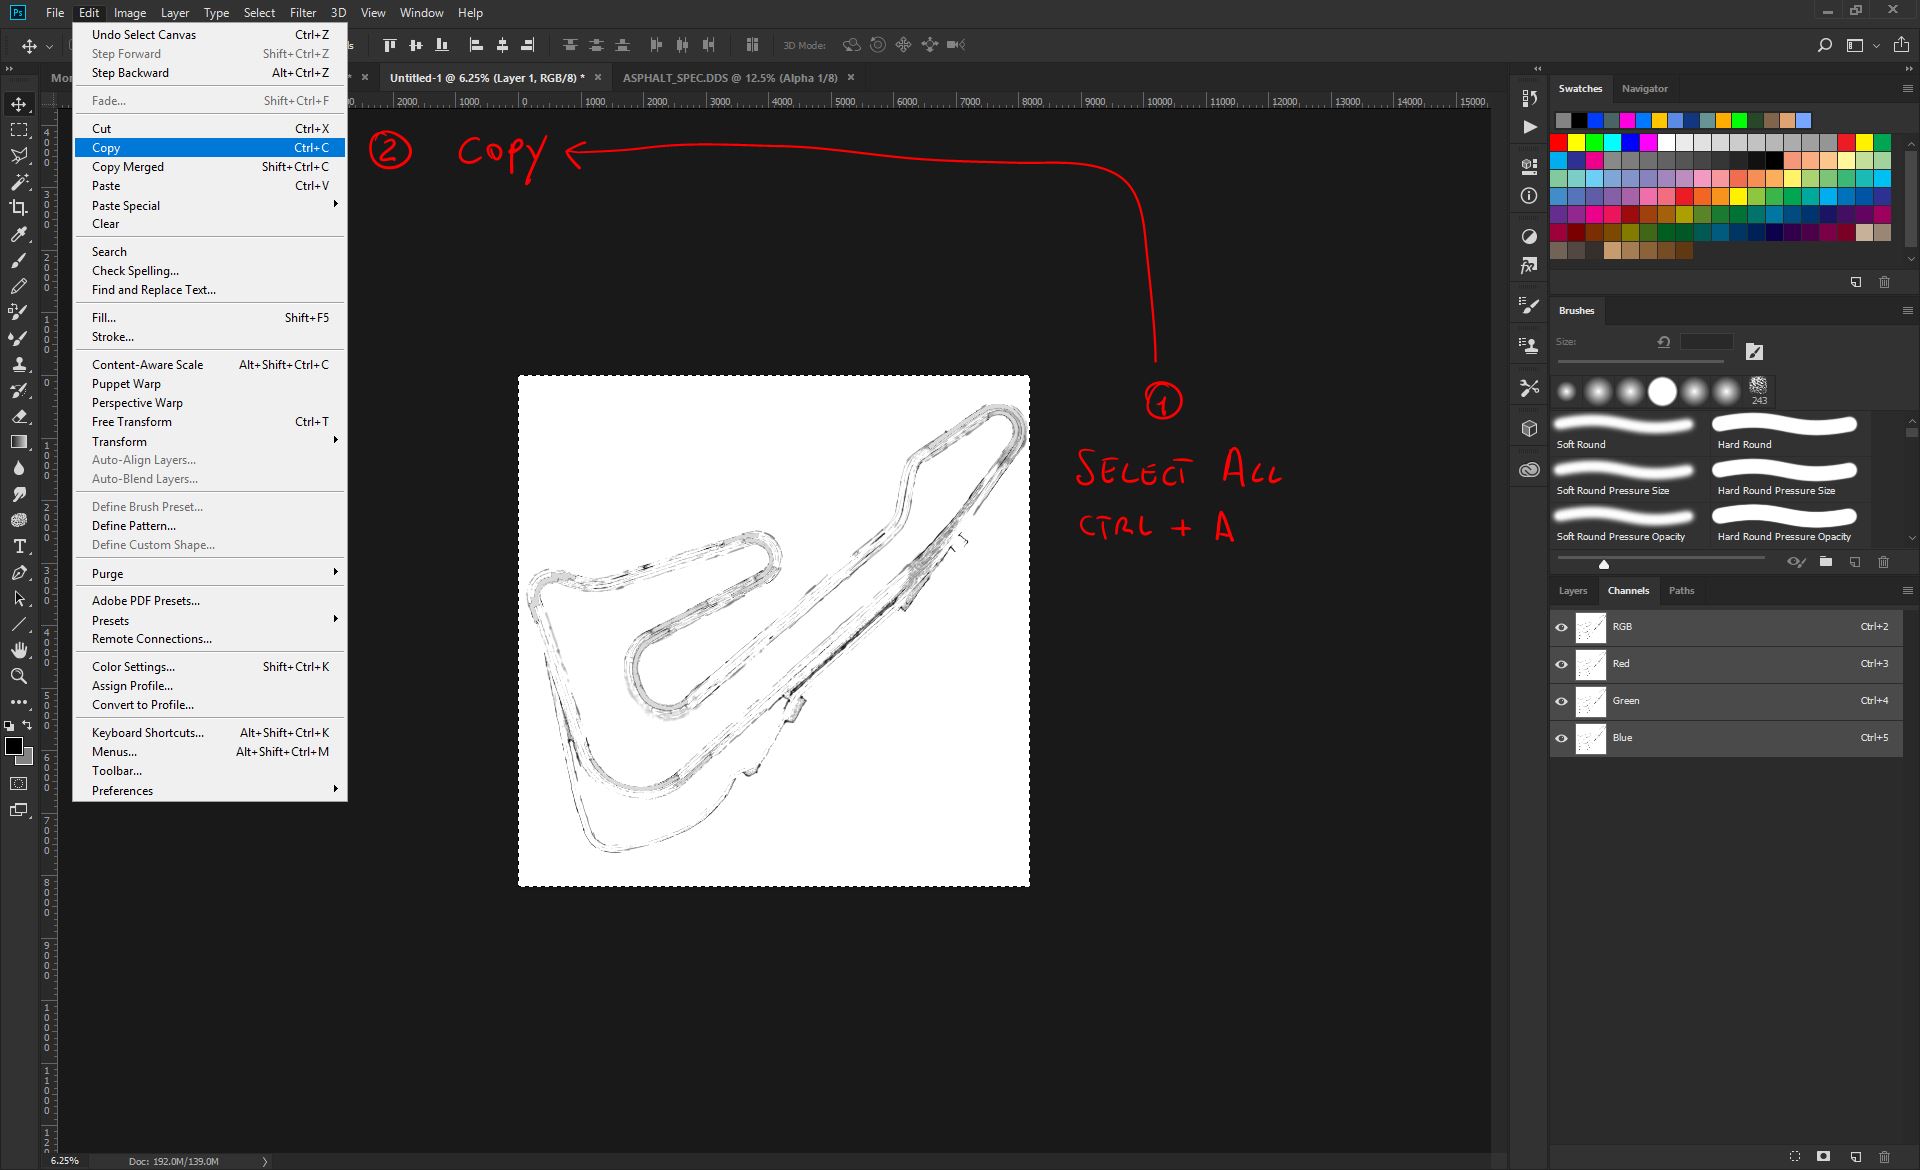 Ps File Edit Image Layer Type Select Filter 3D View Window Help
3D Mode:
Untitled-1 @ 6.25% (Layer 1, RGB/8) *
ASPHALT_SPEC.DDS @ 12.5% (Alpha 1/8)
2000 1000 0 1000 2000 3000 4000 5000 6000 7000 8000 9000 10000 11000 12000 13000 14000 15000
Undo Select Canvas Ctrl+Z
Step Forward Shift+Ctrl+Z
Step Backward Alt+Ctrl+Z
Fade... Shift+Ctrl+F
Cut Ctrl+X
Copy Ctrl+C
Copy Merged Shift+Ctrl+C
Paste Ctrl+V
Paste Special
Clear
Search
Check Spelling...
Find and Replace Text...
Fill... Shift+F5
Stroke...
Content-Aware Scale Alt+Shift+Ctrl+C
Puppet Warp
Perspective Warp
Free Transform Ctrl+T
Transform
Auto-Align Layers...
Auto-Blend Layers...
Define Brush Preset...
Define Pattern...
Define Custom Shape...
Purge
Adobe PDF Presets...
Presets
Remote Connections...
Color Settings... Shift+Ctrl+K
Assign Profile...
Convert to Profile...
Keyboard Shortcuts... Alt+Shift+Ctrl+K
Menus... Alt+Shift+Ctrl+M
Toolbar...
Preferences
2 COPY
1
SELECT ALL
CTRL + A
Swatches Navigator
Brushes
Size:
243
Soft Round Hard Round
Soft Round Pressure Size Hard Round Pressure Size
Soft Round Pressure Opacity Hard Round Pressure Opacity
Layers Channels Paths
RGB Ctrl+2
Red Ctrl+3
Green Ctrl+4
Blue Ctrl+5
6.25% Doc: 192.0M/139.0M